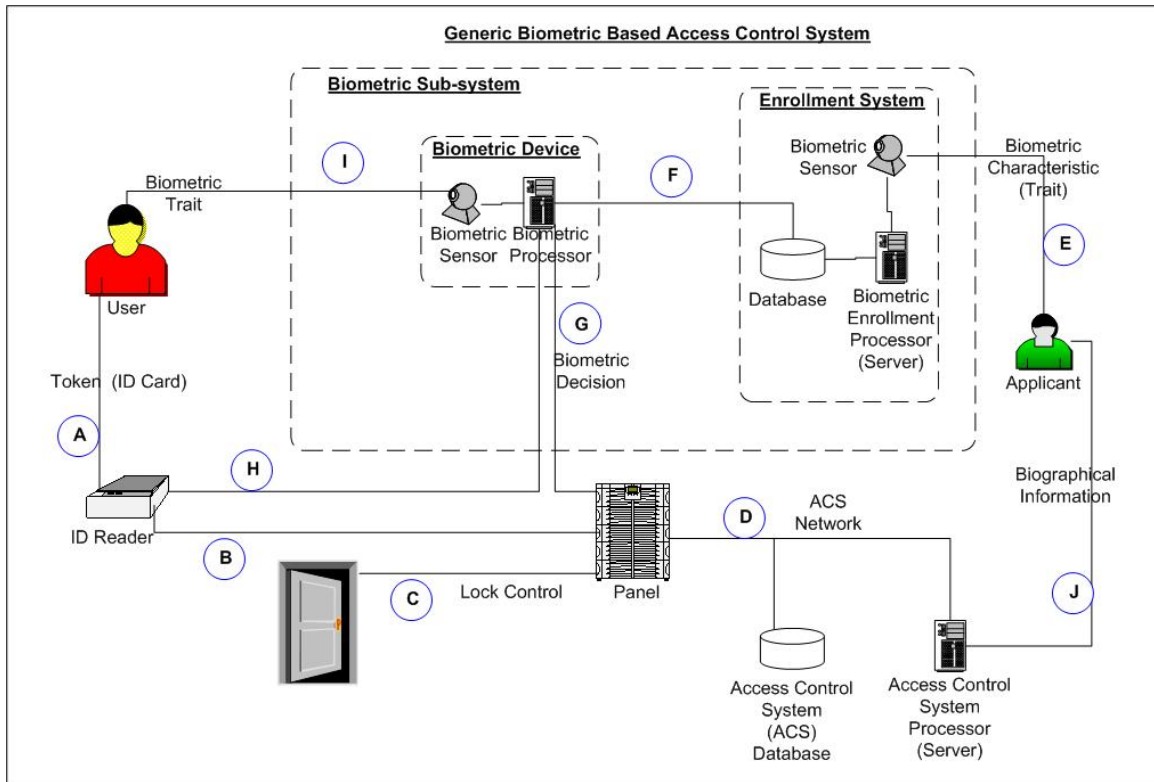 Generic Biometric Based Access Control System
Biometric Sub-system
Enrollment System
Biometric Device
I
F
Biometric
Sensor
Biometric
Characteristic
(Trait)
Biometric
Trait
Biometric
Sensor
Biometric
Processor
E
User
Database
Biometric
Enrollment
Processor
(Server)
G
Biometric
Decision
Applicant
Token (ID Card)
A
H
Biographical
Information
ID Reader
B
D
ACS
Network
C
Lock Control
Panel
J
Access Control
System
(ACS)
Database
Access Control
System
Processor
(Server)